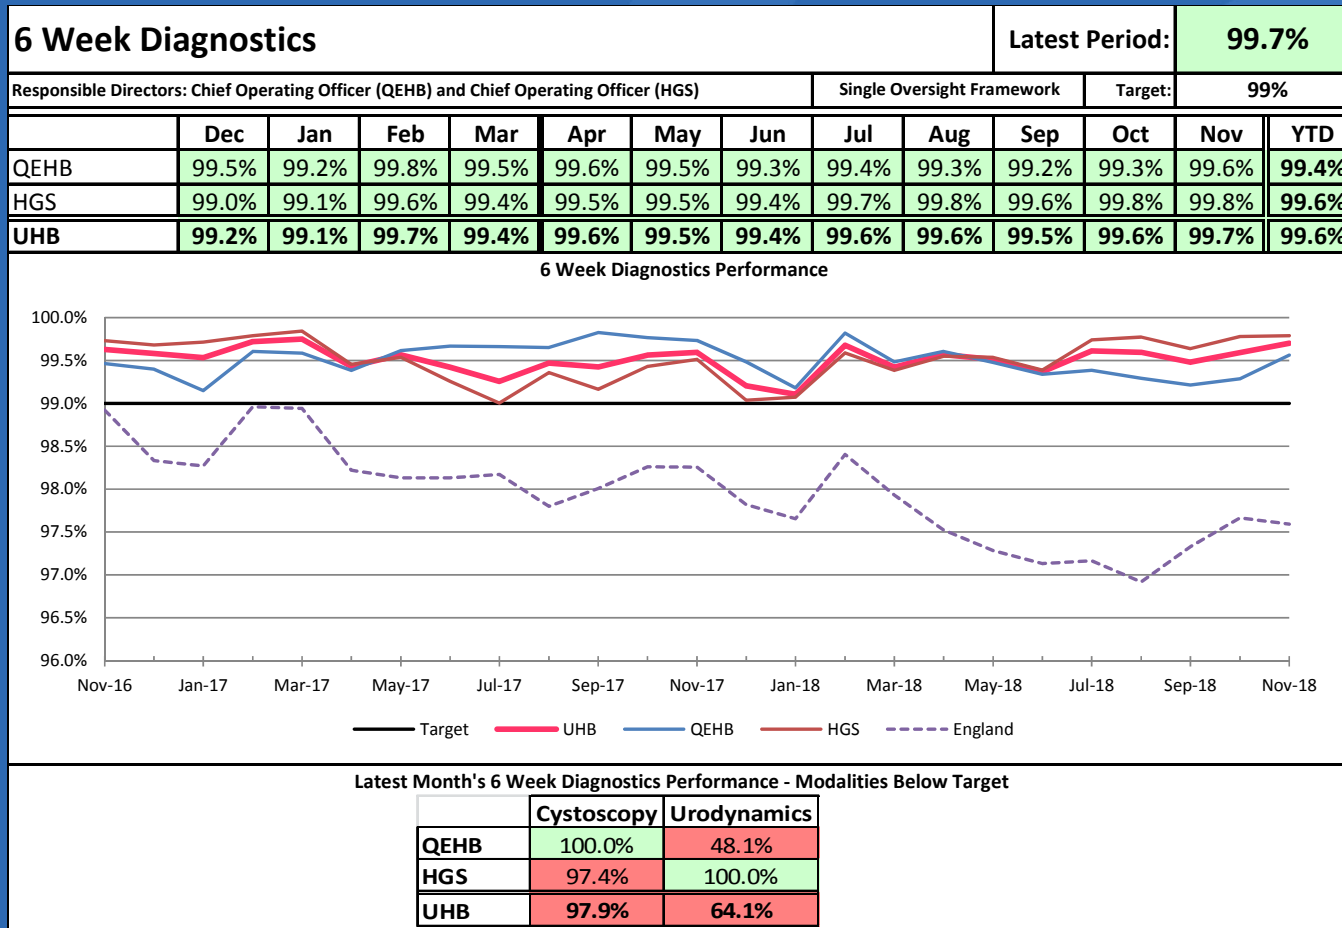 6 Week Diagnostics Latest Period: 99.7%
Responsible Directors: Chief Operating Officer (QEHB) and Chief Operating Officer (HGS) Single Oversight Framework Target: 99%
Dec Jan Feb Mar Apr May Jun Jul Aug Sep Oct Nov YTD
QEHB 99.5% 99.2% 99.8% 99.5% 99.6% 99.5% 99.3% 99.4% 99.3% 99.2% 99.3% 99.6% 99.4%
HGS 99.0% 99.1% 99.6% 99.4% 99.5% 99.5% 99.4% 99.7% 99.8% 99.6% 99.8% 99.8% 99.6%
UHB 99.2% 99.1% 99.7% 99.4% 99.6% 99.5% 99.4% 99.6% 99.6% 99.5% 99.6% 99.7% 99.6%
6 Week Diagnostics Performance
100.0%
99.5%
99.0%
98.5%
98.0%
97.5%
97.0%
96.5%
96.0%
Nov-16 Jan-17 Mar-17 May-17 Jul-17 Sep-17 Nov-17 Jan-18 Mar-18 May-18 Jul-18 Sep-18 Nov-18
Target UHB QEHB HGS England
Latest Month's 6 Week Diagnostics Performance - Modalities Below Target
Cystoscopy Urodynamics
QEHB 100.0% 48.1%
HGS 97.4% 100.0%
UHB 97.9% 64.1%